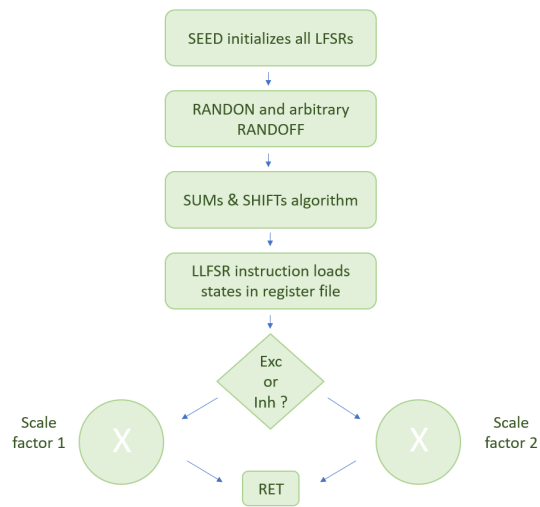 SEED initializes all LFSRs
RANDON and arbitrary
RANDOFF
SUMs & SHIFTs algorithm
LLFSR instruction loads
states in register file
Exc
or
Inh ?
Scale
factor 1
X
X
Scale
factor 2
RET